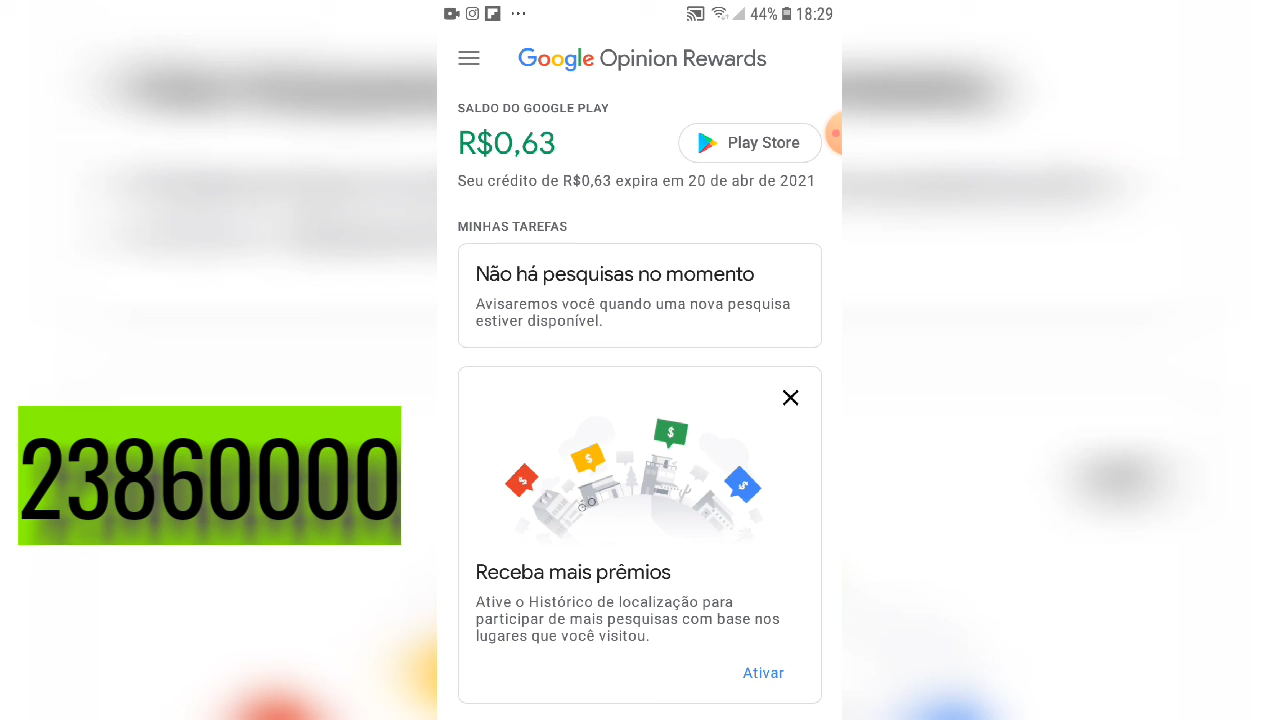 44% 18:29
Google Opinion Rewards
SALDO DO GOOGLE PLAY
R$0,63
Play Store
Seu crédito de R$0,63 expira em 20 de abr de 2021
MINHAS TAREFAS
Não há pesquisas no momento
Avisaremos você quando uma nova pesquisa
estiver disponível.
23860000
$ $ $ $
Receba mais prêmios
Ative o Histórico de localização para
participar de mais pesquisas com base nos
lugares que você visitou.
Ativar